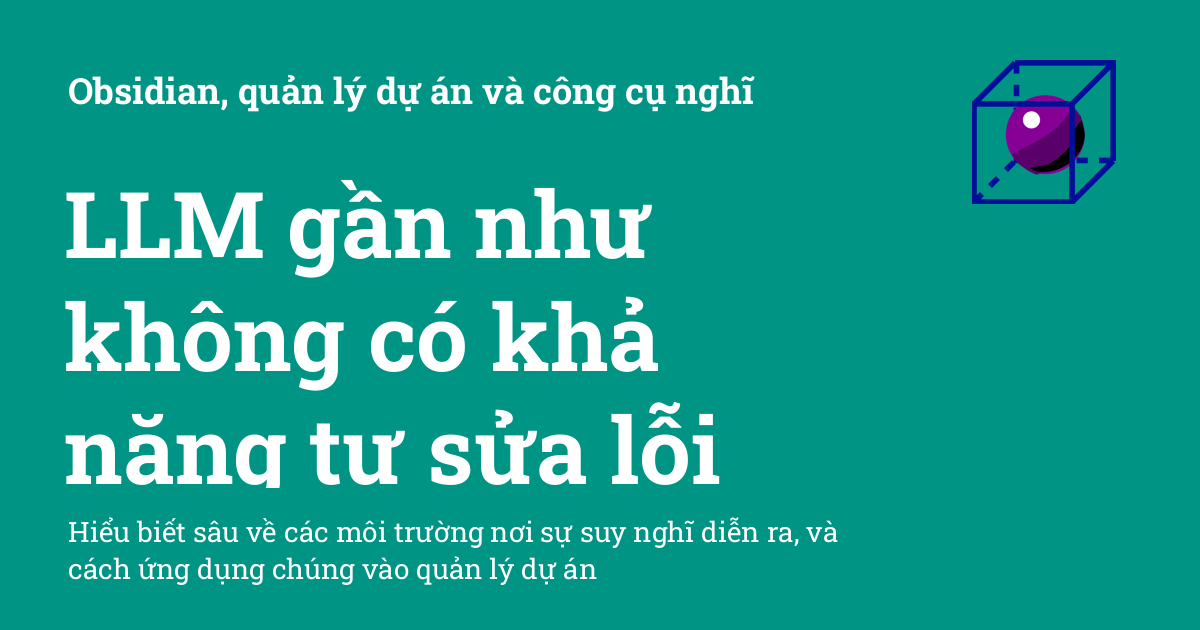 Obsidian, quản lý dự án và công cụ nghĩ
LLM gần như
không có khả
năng tự sửa lỗi
Hiểu biết sâu về các môi trường nơi sự suy nghĩ diễn ra, và
cách ứng dụng chúng vào quản lý dự án